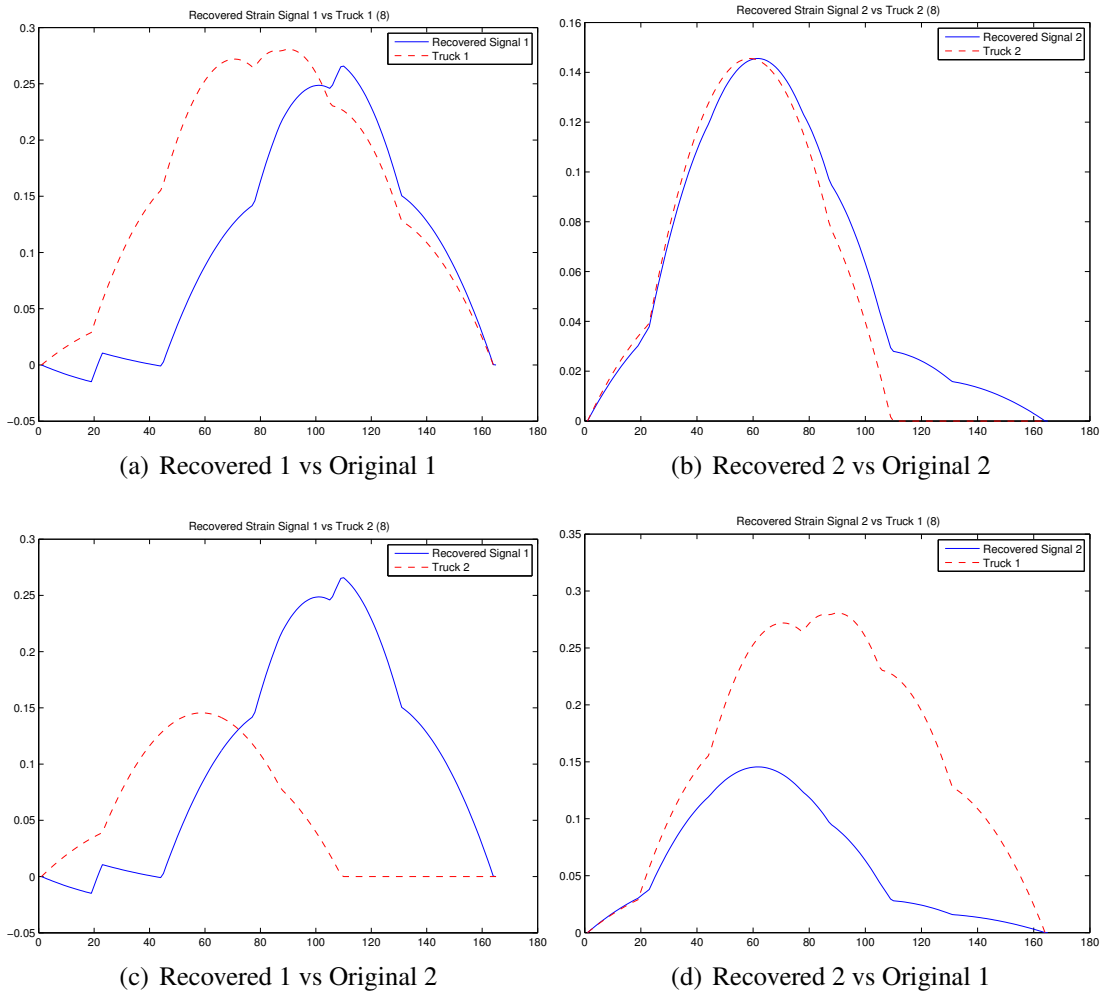 Recovered Strain Signal 1 vs Truck 1 (8)
0.3
0.25
0.2
0.15
0.1
0.05
0
−0.05
0 20 40 60 80 100 120 140 160 180
Recovered Signal 1
Truck 1
(a) Recovered 1 vs Original 1
Recovered Strain Signal 2 vs Truck 2 (8)
0.16
0.14
0.12
0.1
0.08
0.06
0.04
0.02
0
0 20 40 60 80 100 120 140 160 180
Recovered Signal 2
Truck 2
(b) Recovered 2 vs Original 2
Recovered Strain Signal 1 vs Truck 2 (8)
0.3
0.25
0.2
0.15
0.1
0.05
0
−0.05
0 20 40 60 80 100 120 140 160 180
Recovered Signal 1
Truck 2
(c) Recovered 1 vs Original 2
Recovered Strain Signal 2 vs Truck 1 (8)
0.35
0.3
0.25
0.2
0.15
0.1
0.05
0
0 20 40 60 80 100 120 140 160 180
Recovered Signal 2
Truck 1
(d) Recovered 2 vs Original 1